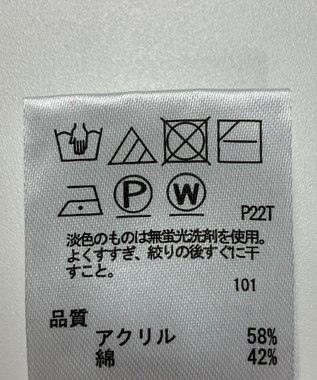 P W
P22T
淡色のものは無蛍光洗剤を使用。
よくすすぎ、絞りの後すぐに干
すこと。
101
品質
アクリル 58%
綿 42%